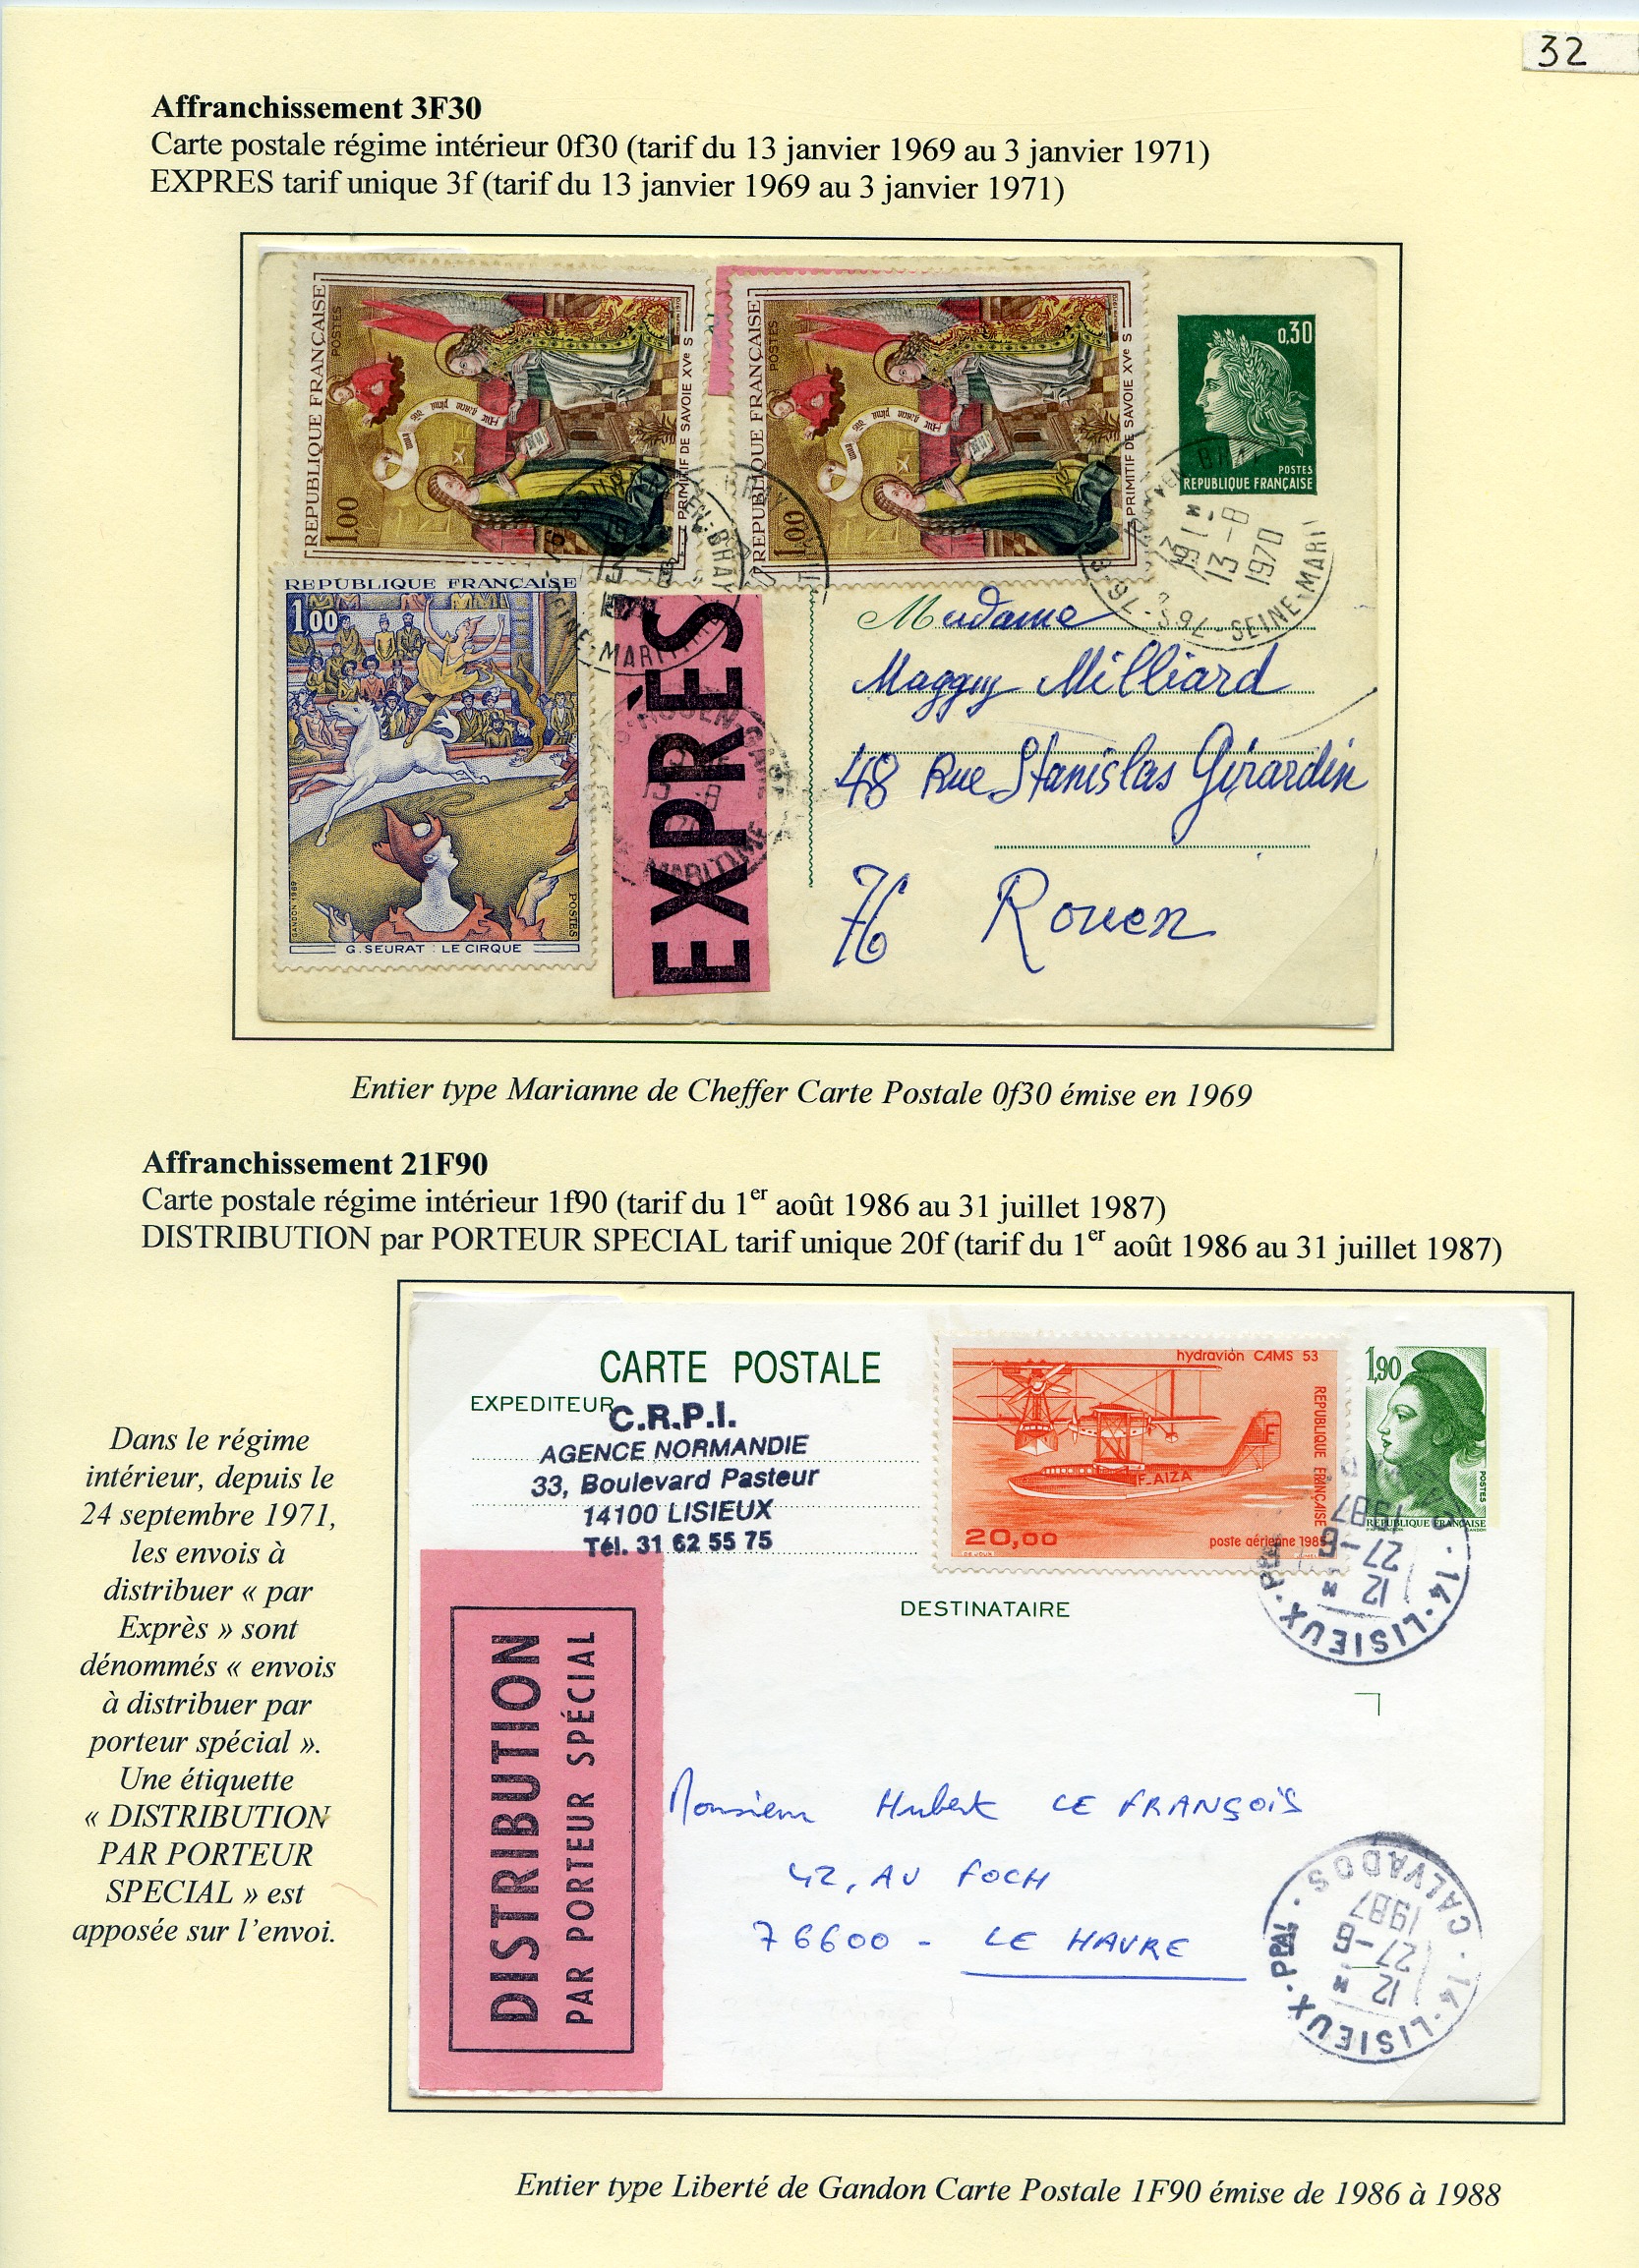 32
Affranchissement 3F30
Carte postale régime intérieur 0f30 (tarif du 13 janvier 1969 au 3 janvier 1971)
EXPRES tarif unique 3f (tarif du 13 janvier 1969 au 3 janvier 1971)
REPUBLIQUE FRANÇAISE
POSTES
1,00
PRIMITIF DE SAVOIE XVe S
REPUBLIQUE FRANÇAISE
POSTES
1,00
PRIMITIF DE SAVOIE XVe S
0,30
POSTES
REPUBLIQUE FRANÇAISE
REPUBLIQUE FRANÇAISE
1,00
GANDON
POSTES
G. SEURAT LE CIRQUE
EXPRÈS
13-8
1970
76 - SEINE-MARIT
Madame
Magguy Milliard
48 Rue Stanislas Girardin
76 Rouen
Entier type Marianne de Cheffer Carte Postale 0f30 émise en 1969
Affranchissement 21F90
Carte postale régime intérieur 1f90 (tarif du 1er août 1986 au 31 juillet 1987)
DISTRIBUTION par PORTEUR SPECIAL tarif unique 20f (tarif du 1er août 1986 au 31 juillet 1987)
Dans le régime
intérieur, depuis le
24 septembre 1971,
les envois à
distribuer « par
Exprès » sont
dénommés « envois
à distribuer par
porteur spécial ».
Une étiquette
« DISTRIBUTION
PAR PORTEUR
SPECIAL » est
apposée sur l'envoi.
CARTE POSTALE
EXPEDITEUR
C.R.P.I.
AGENCE NORMANDIE
33, Boulevard Pasteur
14100 LISIEUX
Tél. 31 62 55 75
hydravion CAMS 53
REPUBLIQUE FRANÇAISE
F-AIZA
20,00
poste aérienne 1985
1,90
POSTES
REPUBLIQUE FRANÇAISE
14-LISIEUX-PPAL
12 *
27-6
1987
DESTINATAIRE
DISTRIBUTION
PAR PORTEUR SPÉCIAL
Monsieur Hubert LE FRANÇOIS
42, AV FOCH
76600 - LE HAVRE
14-LISIEUX-PPAL
12 *
27-6
1987
CALVADOS
Entier type Liberté de Gandon Carte Postale 1F90 émise de 1986 à 1988